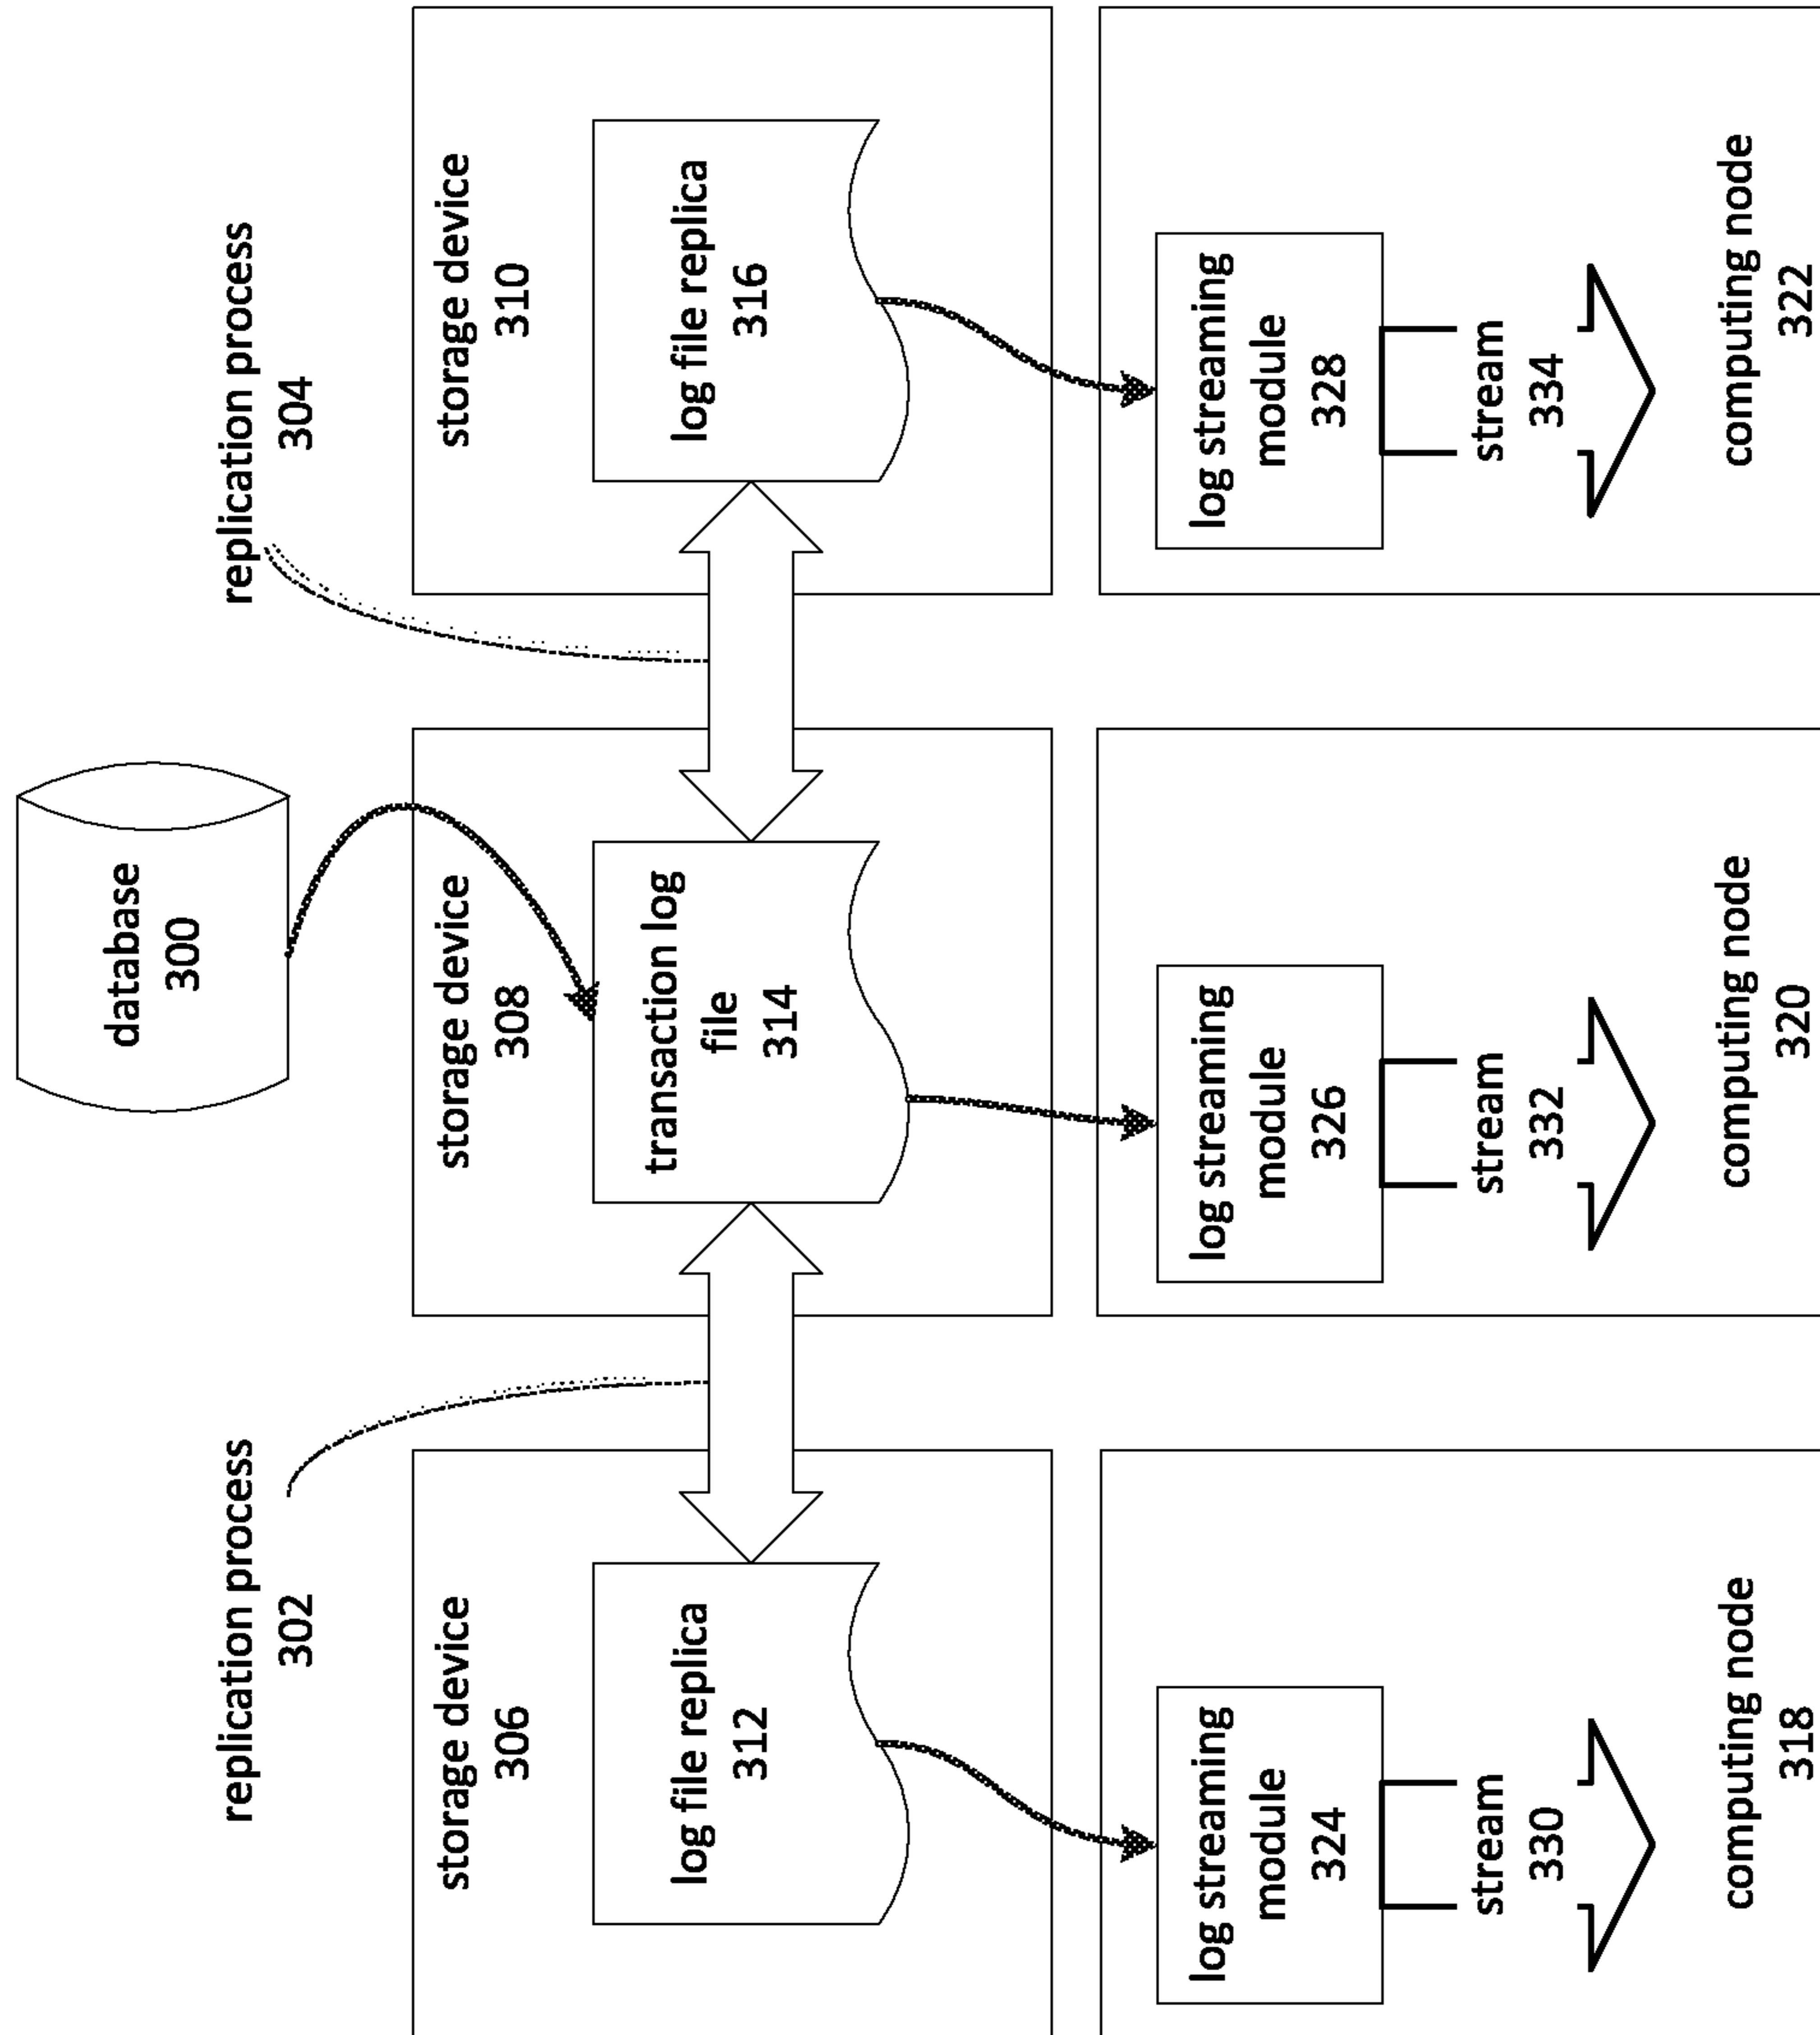 database
300
replication process
302
replication process
304
storage device
306
storage device
308
storage device
310
log file replica
312
transaction log
file
314
log file replica
316
log streaming
module
324
log streaming
module
326
log streaming
module
328
stream
330
stream
332
stream
334
computing node
318
computing node
320
computing node
322